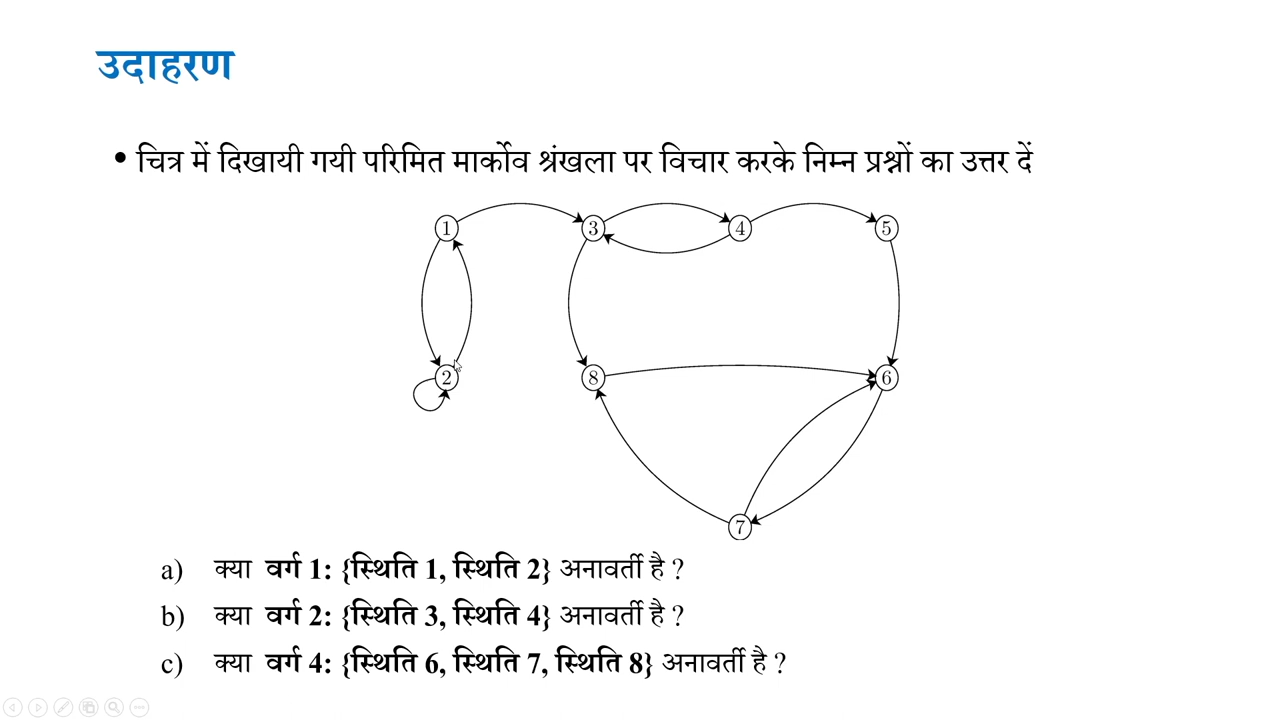 उदाहरण
• चित्र में दिखायी गयी परिमित मार्कोव श्रंखला पर विचार करके निम्न प्रश्नों का उत्तर दें
1 3 4 5
2 8 6
7
a) क्या वर्ग 1: {स्थिति 1, स्थिति 2} अनावर्ती है ?
b) क्या वर्ग 2: {स्थिति 3, स्थिति 4} अनावर्ती है ?
c) क्या वर्ग 4: {स्थिति 6, स्थिति 7, स्थिति 8} अनावर्ती है ?